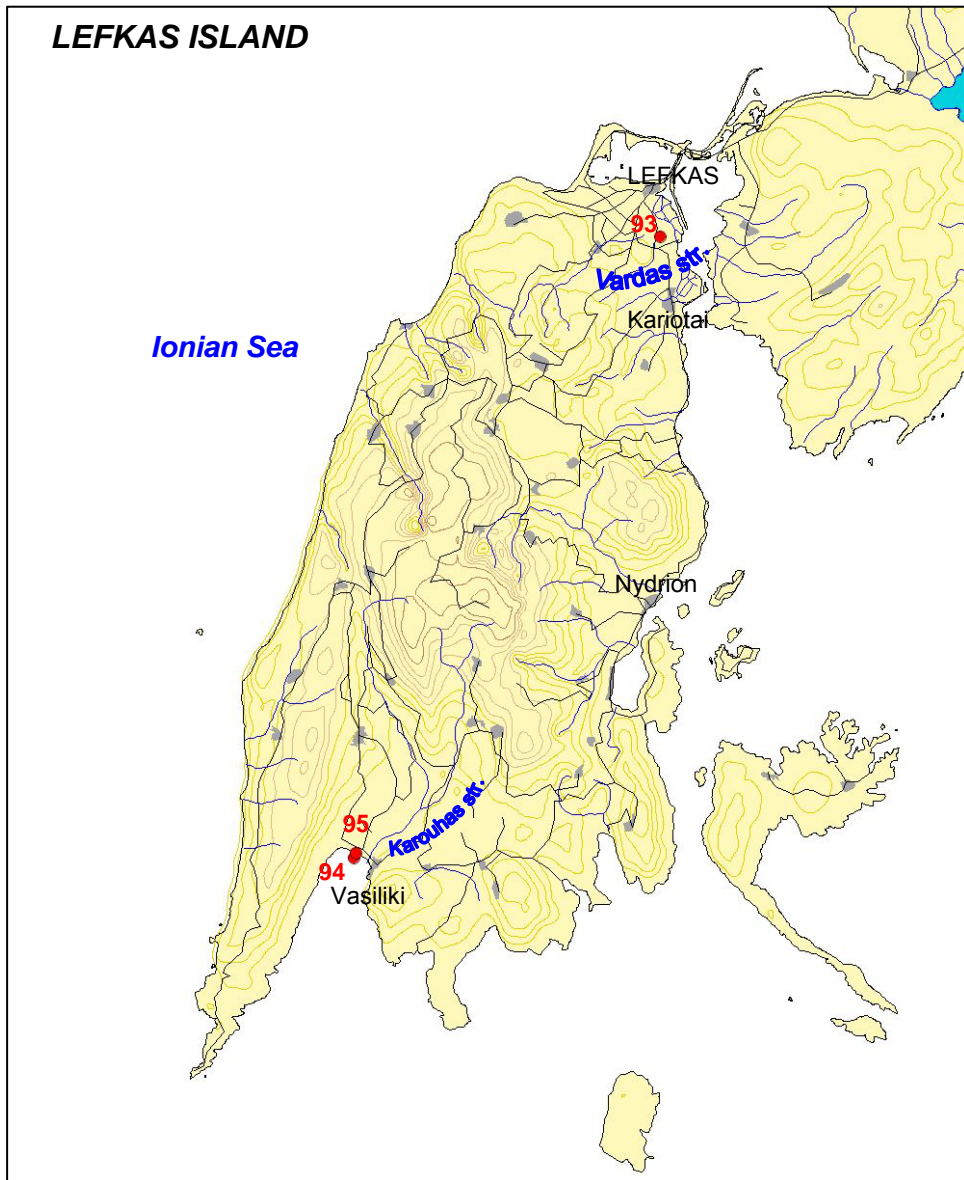 LEFKAS ISLAND
LEFKAS
93
Vardas str.
Kariotai
Ionian Sea
Nydrion
Karouhas str.
95
94
Vasiliki